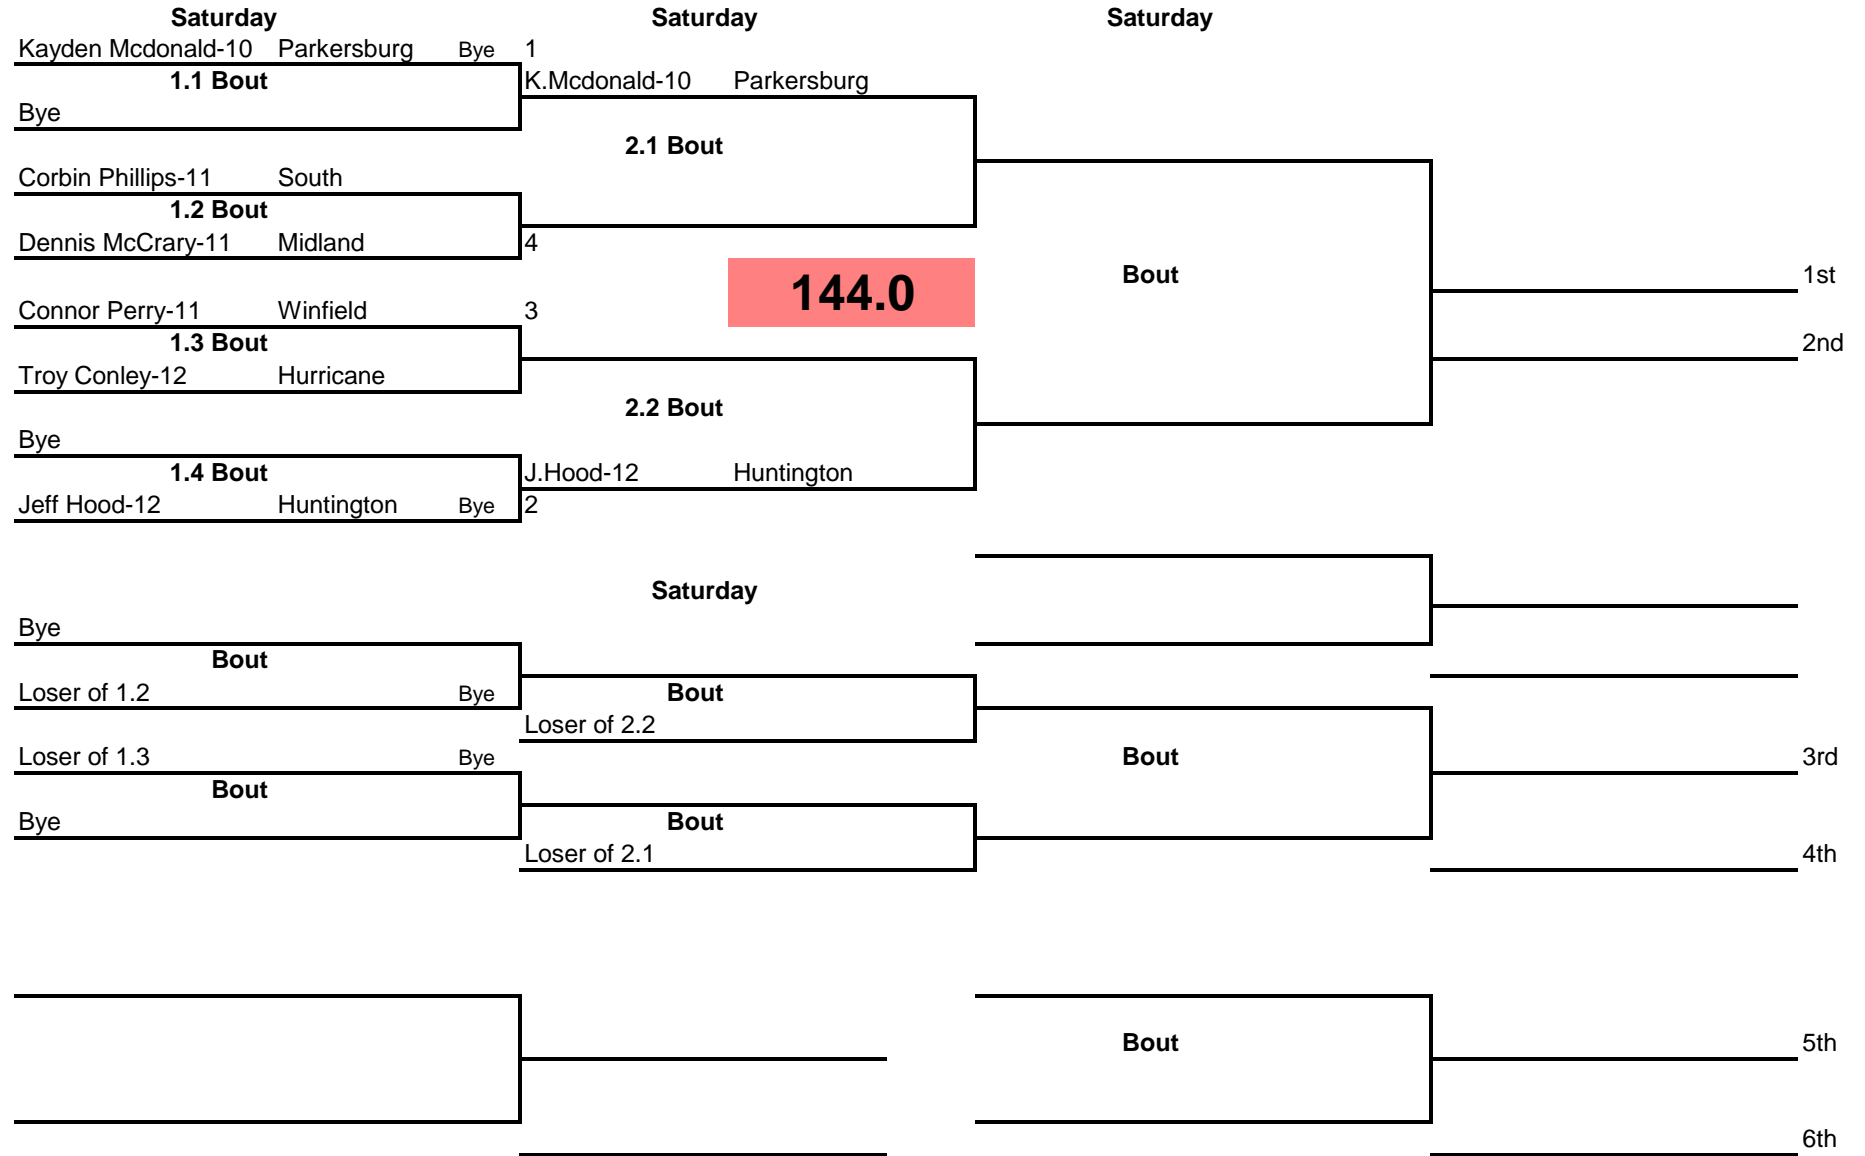 Saturday Saturday Saturday
Kayden Mcdonald-10 Parkersburg Bye 1
1.1 Bout K.Mcdonald-10 Parkersburg
Bye
2.1 Bout
Corbin Phillips-11 South
1.2 Bout
Dennis McCrary-11 Midland 4
144.0 Bout 1st
Connor Perry-11 Winfield 3
1.3 Bout 2nd
Troy Conley-12 Hurricane
2.2 Bout
Bye
1.4 Bout J.Hood-12 Huntington
Jeff Hood-12 Huntington Bye 2
Saturday
Bye
Bout
Loser of 1.2 Bye Bout
Loser of 2.2
Loser of 1.3 Bye Bout 3rd
Bout
Bye Bout
Loser of 2.1 4th
Bout 5th
6th